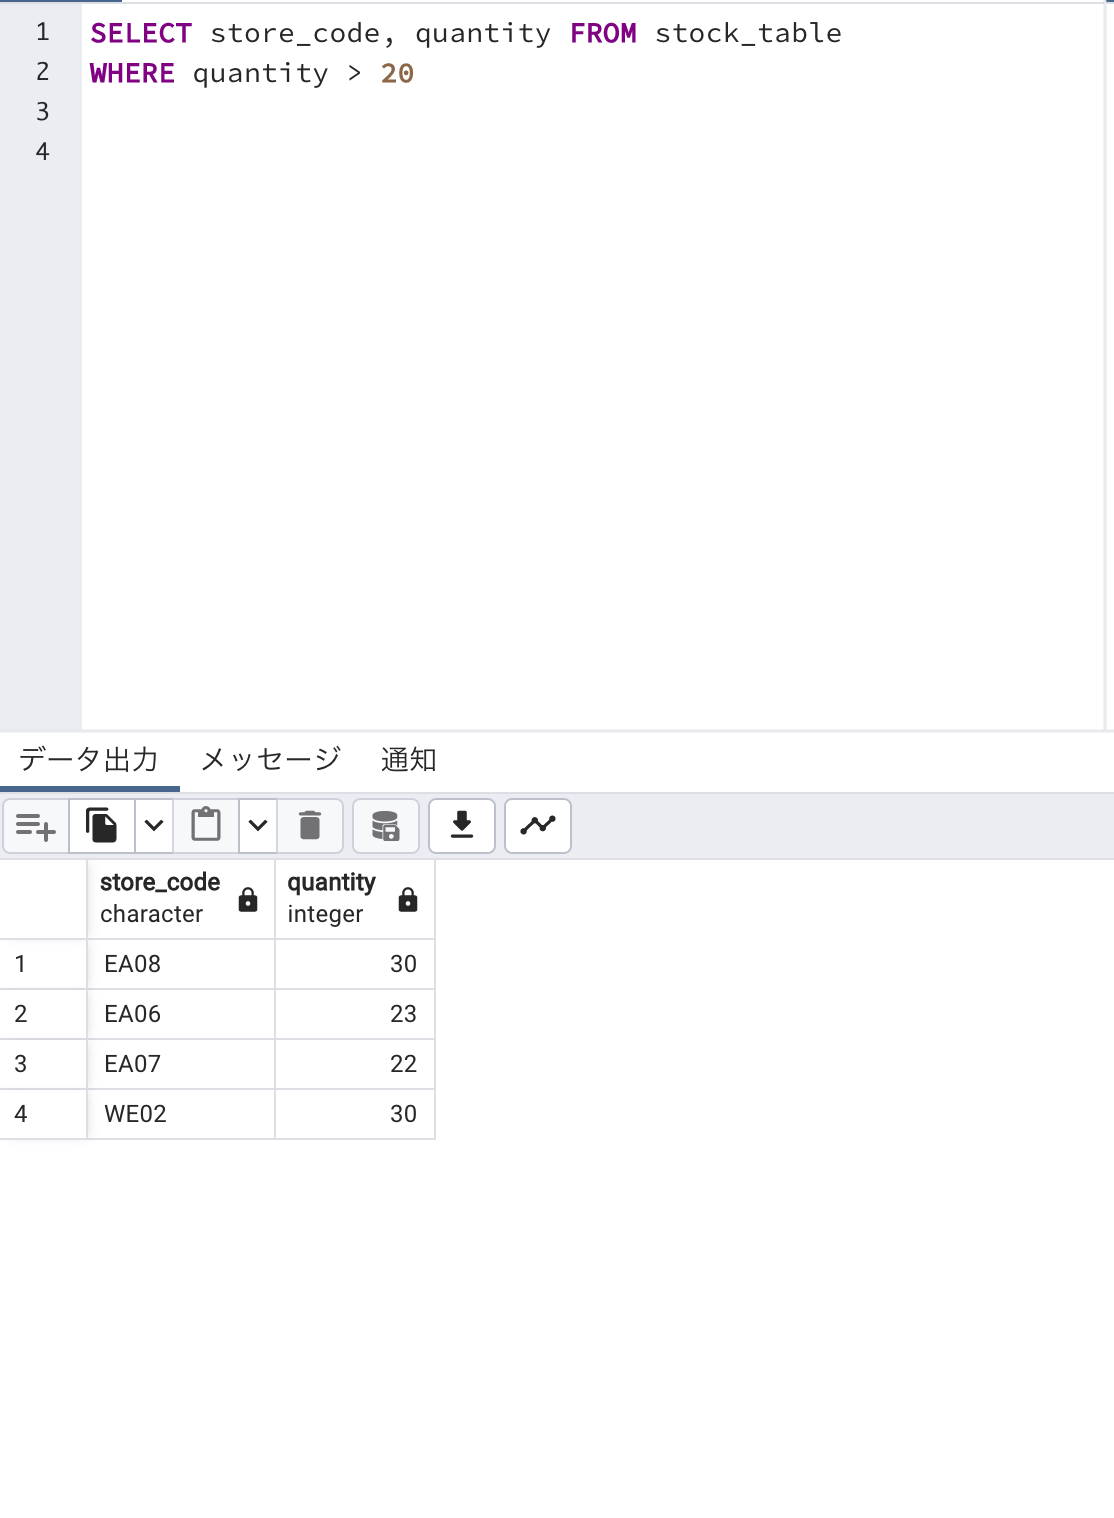 1 SELECT store_code, quantity FROM stock_table
2 WHERE quantity > 20
3
4
データ出力 メッセージ 通知
store_code quantity
character integer
1 EA08 30
2 EA06 23
3 EA07 22
4 WE02 30